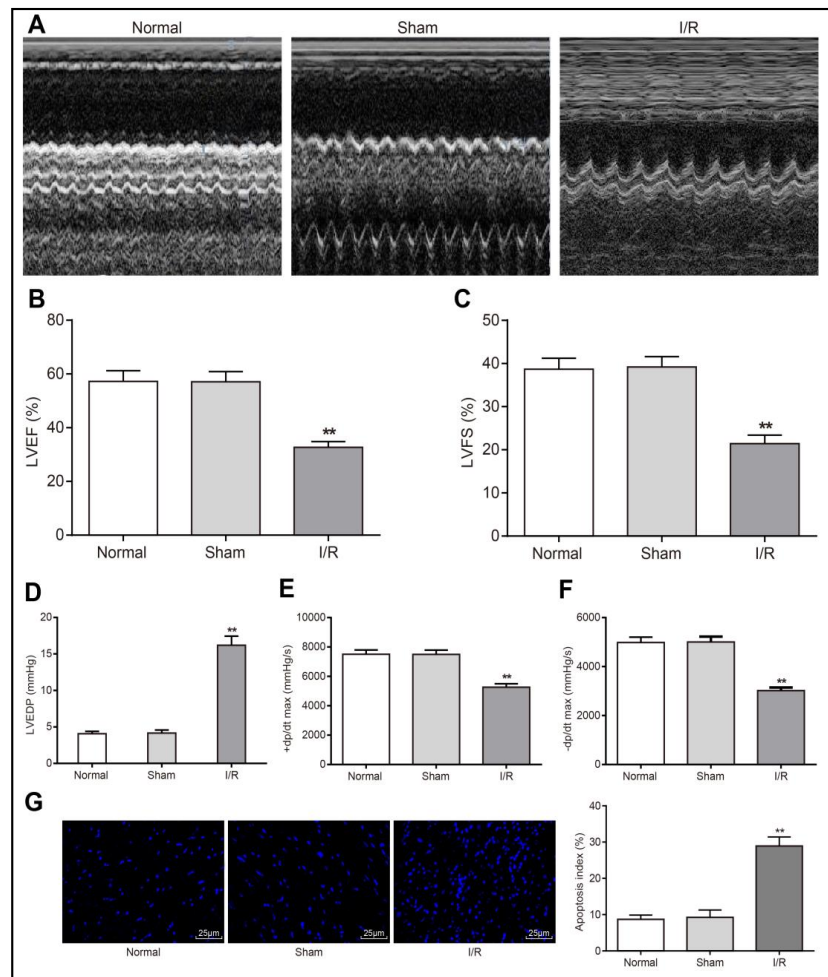 A
Normal
Sham
I/R
B
LVEF (%)
80
60
40
20
0
Normal
Sham
I/R
**
C
LVFS (%)
50
40
30
20
10
0
Normal
Sham
I/R
**
D
LVEDP (mmHg)
20
15
10
5
0
Normal
Sham
I/R
**
E
+dp/dt max (mmHg/s)
10000
8000
6000
4000
2000
0
Normal
Sham
I/R
**
F
-dp/dt max (mmHg/s)
6000
4000
2000
0
Normal
Sham
I/R
**
G
25μm
25μm
25μm
Normal
Sham
I/R
Apoptosis index (%)
40
30
20
10
0
Normal
Sham
I/R
**